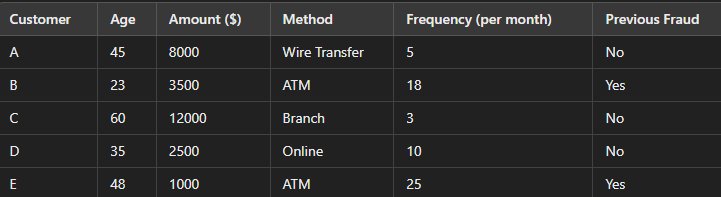 Customer Age Amount ($) Method Frequency (per month) Previous Fraud
A 45 8000 Wire Transfer 5 No
B 23 3500 ATM 18 Yes
C 60 12000 Branch 3 No
D 35 2500 Online 10 No
E 48 1000 ATM 25 Yes